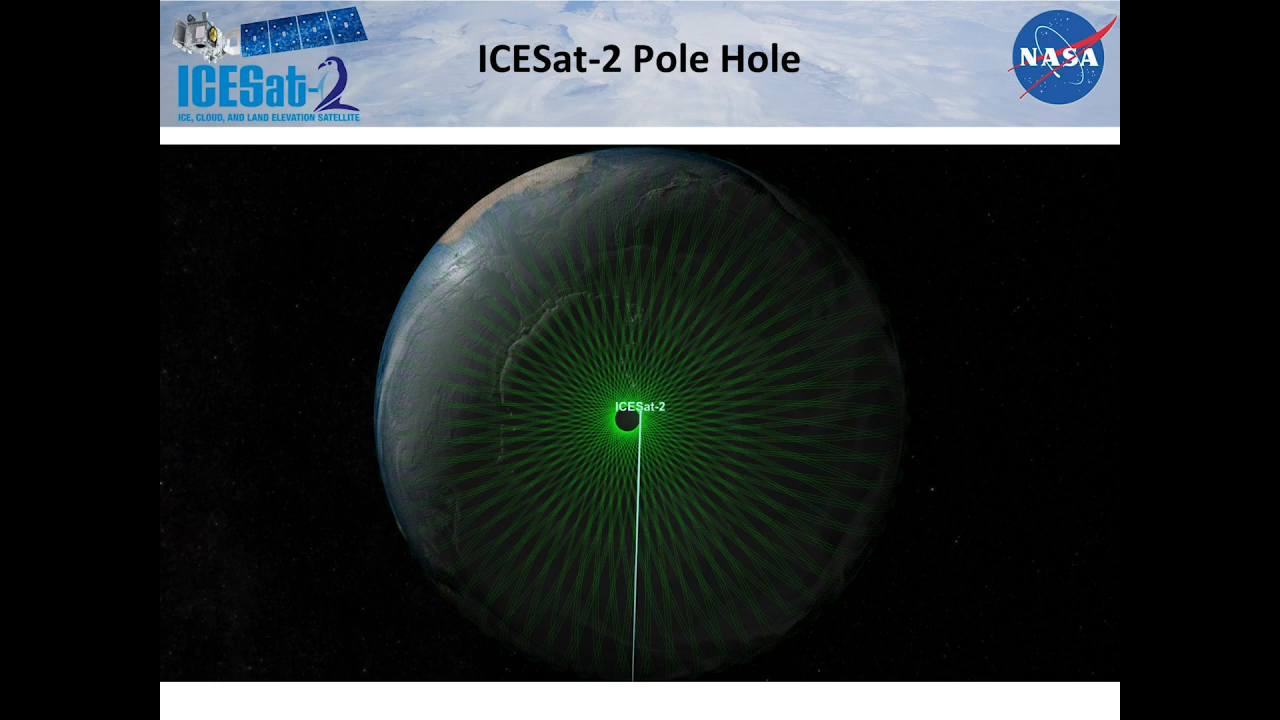 ICESat-2 Pole Hole
ICESat-2
ICE, CLOUD, AND LAND ELEVATION SATELLITE
NASA
ICESat-2